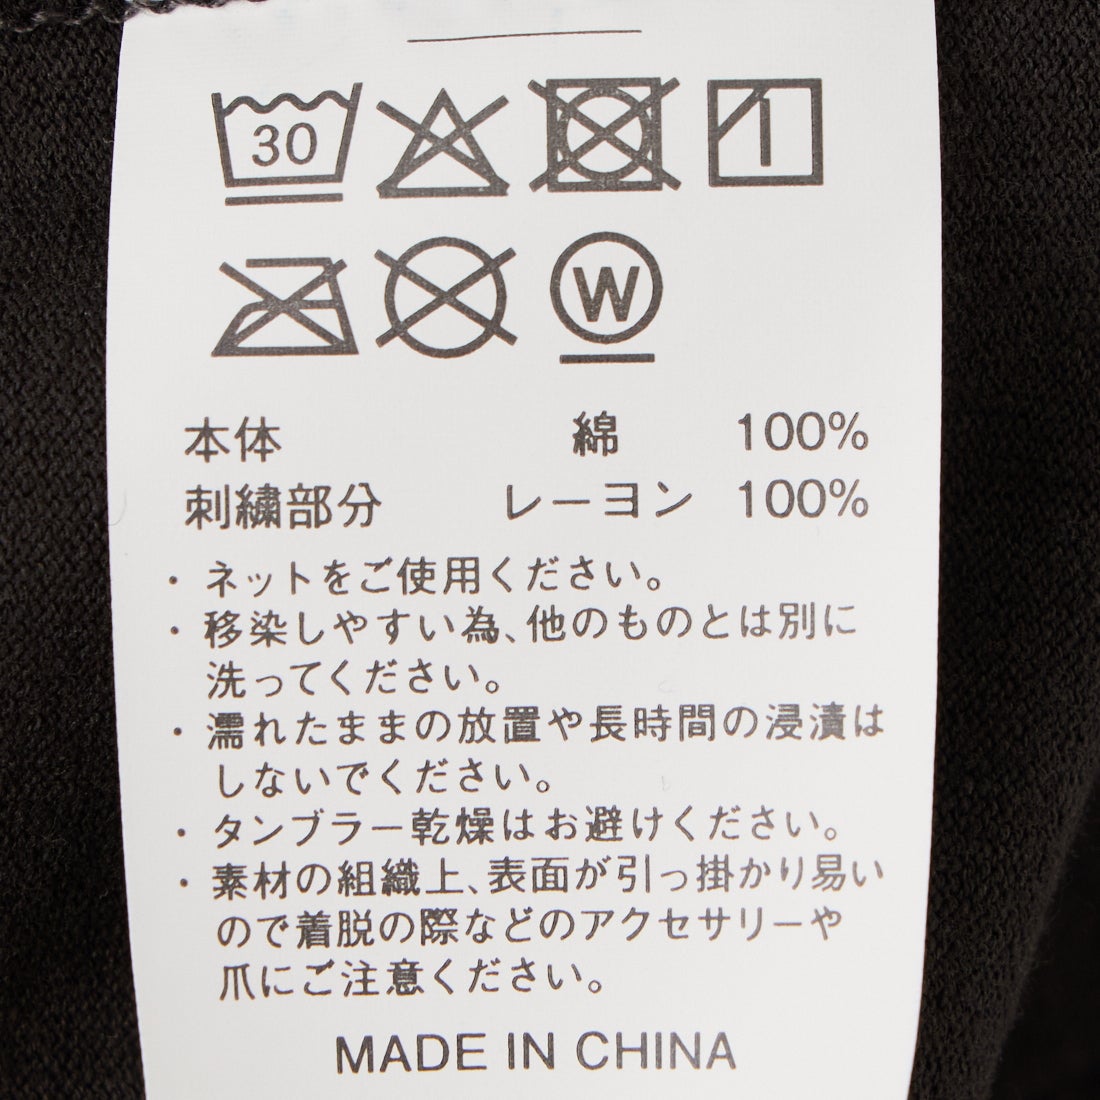 30
W
本体 綿 100%
刺繍部分 レーヨン 100%
・ネットをご使用ください。
・移染しやすい為、他のものとは別に
洗ってください。
・濡れたままの放置や長時間の浸漬は
しないでください。
・タンブラー乾燥はお避けください。
・素材の組織上、表面が引っ掛かり易い
ので着脱の際などのアクセサリーや
爪にご注意ください。
MADE IN CHINA